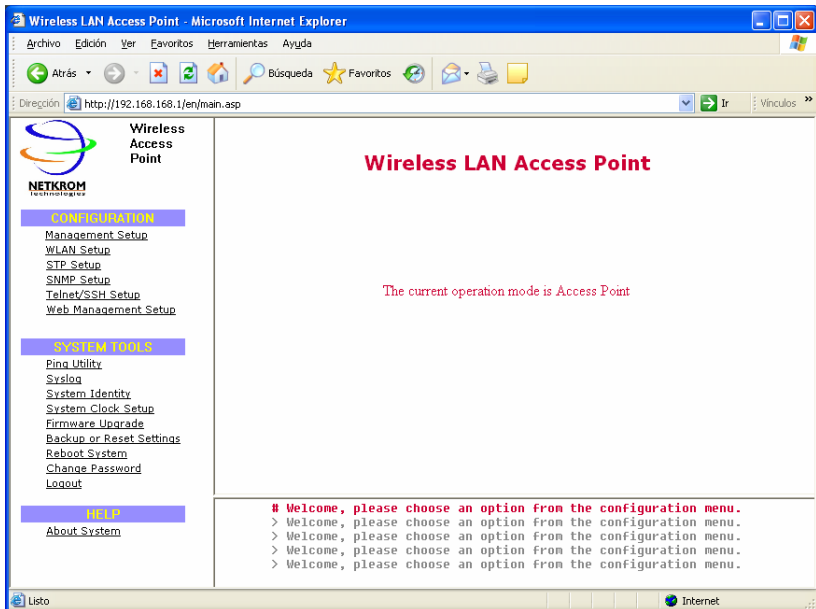 Wireless LAN Access Point - Microsoft Internet Explorer
Archivo Edición Ver Favoritos Herramientas Ayuda
Atrás Búsqueda Favoritos
Dirección http://192.168.168.1/en/main.asp Ir Vínculos »
Wireless
Access
Point
NETKROM
technologies
CONFIGURATION
Management Setup
WLAN Setup
STP Setup
SNMP Setup
Telnet/SSH Setup
Web Management Setup
SYSTEM TOOLS
Ping Utility
Syslog
System Identity
System Clock Setup
Firmware Upgrade
Backup or Reset Settings
Reboot System
Change Password
Logout
HELP
About System
Wireless LAN Access Point
The current operation mode is Access Point
# Welcome, please choose an option from the configuration menu.
> Welcome, please choose an option from the configuration menu.
> Welcome, please choose an option from the configuration menu.
> Welcome, please choose an option from the configuration menu.
> Welcome, please choose an option from the configuration menu.
Listo Internet